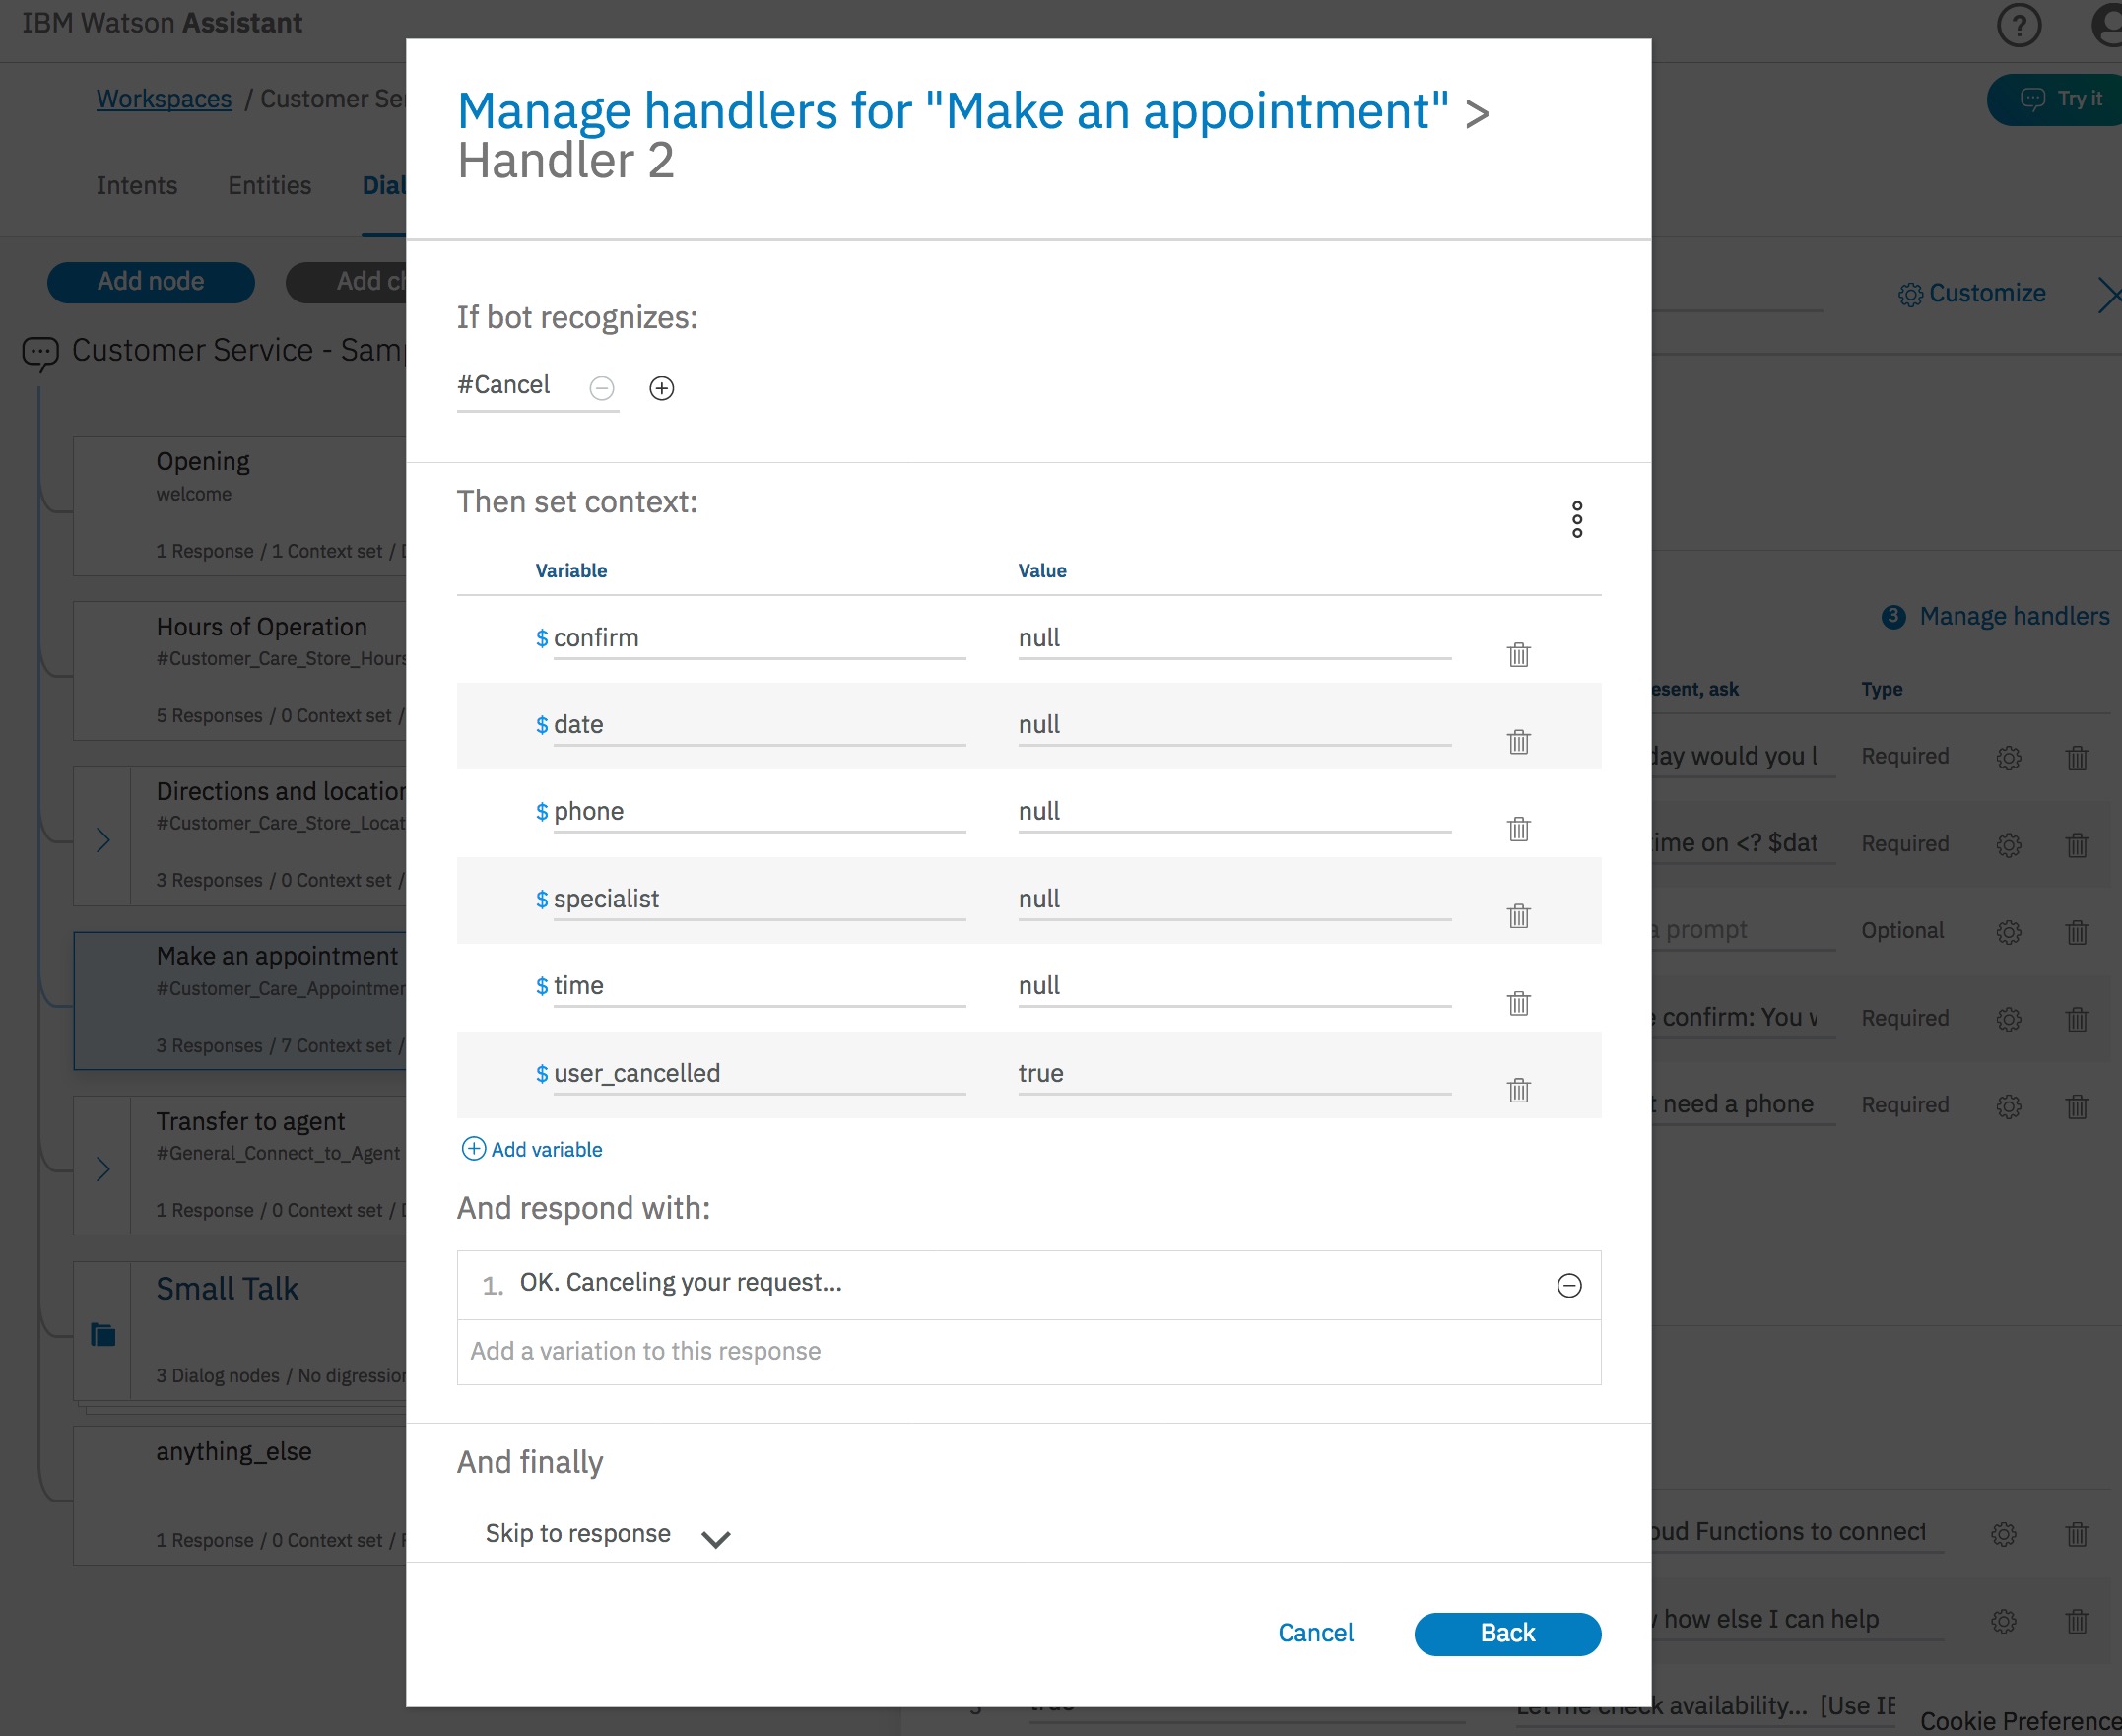 IBM Watson Assistant
Workspaces / Customer Se
Try it
Intents Entities Dial
Add node Add ch
Customize
Customer Service - Sam
Opening
welcome
1 Response / 1 Context set /
Hours of Operation
#Customer_Care_Store_Hours
5 Responses / 0 Context set /
Directions and location
#Customer_Care_Store_Locat
3 Responses / 0 Context set /
Make an appointment
#Customer_Care_Appointmen
3 Responses / 7 Context set /
Transfer to agent
#General_Connect_to_Agent
1 Response / 0 Context set /
Small Talk
3 Dialog nodes / No digression
anything_else
1 Response / 0 Context set /
Manage handlers for "Make an appointment" >
Handler 2
If bot recognizes:
#Cancel
Then set context:
Variable Value
$ confirm null
$ date null
$ phone null
$ specialist null
$ time null
$ user_cancelled true
Add variable
And respond with:
1. OK. Canceling your request...
Add a variation to this response
And finally
Skip to response
Cancel Back
3 Manage handlers
esent, ask Type
day would you l Required
ime on <? $dat Required
a prompt Optional
e confirm: You Required
t need a phone Required
oud Functions to connect
how else I can help
k availability... [Use IE
Cookie Preference